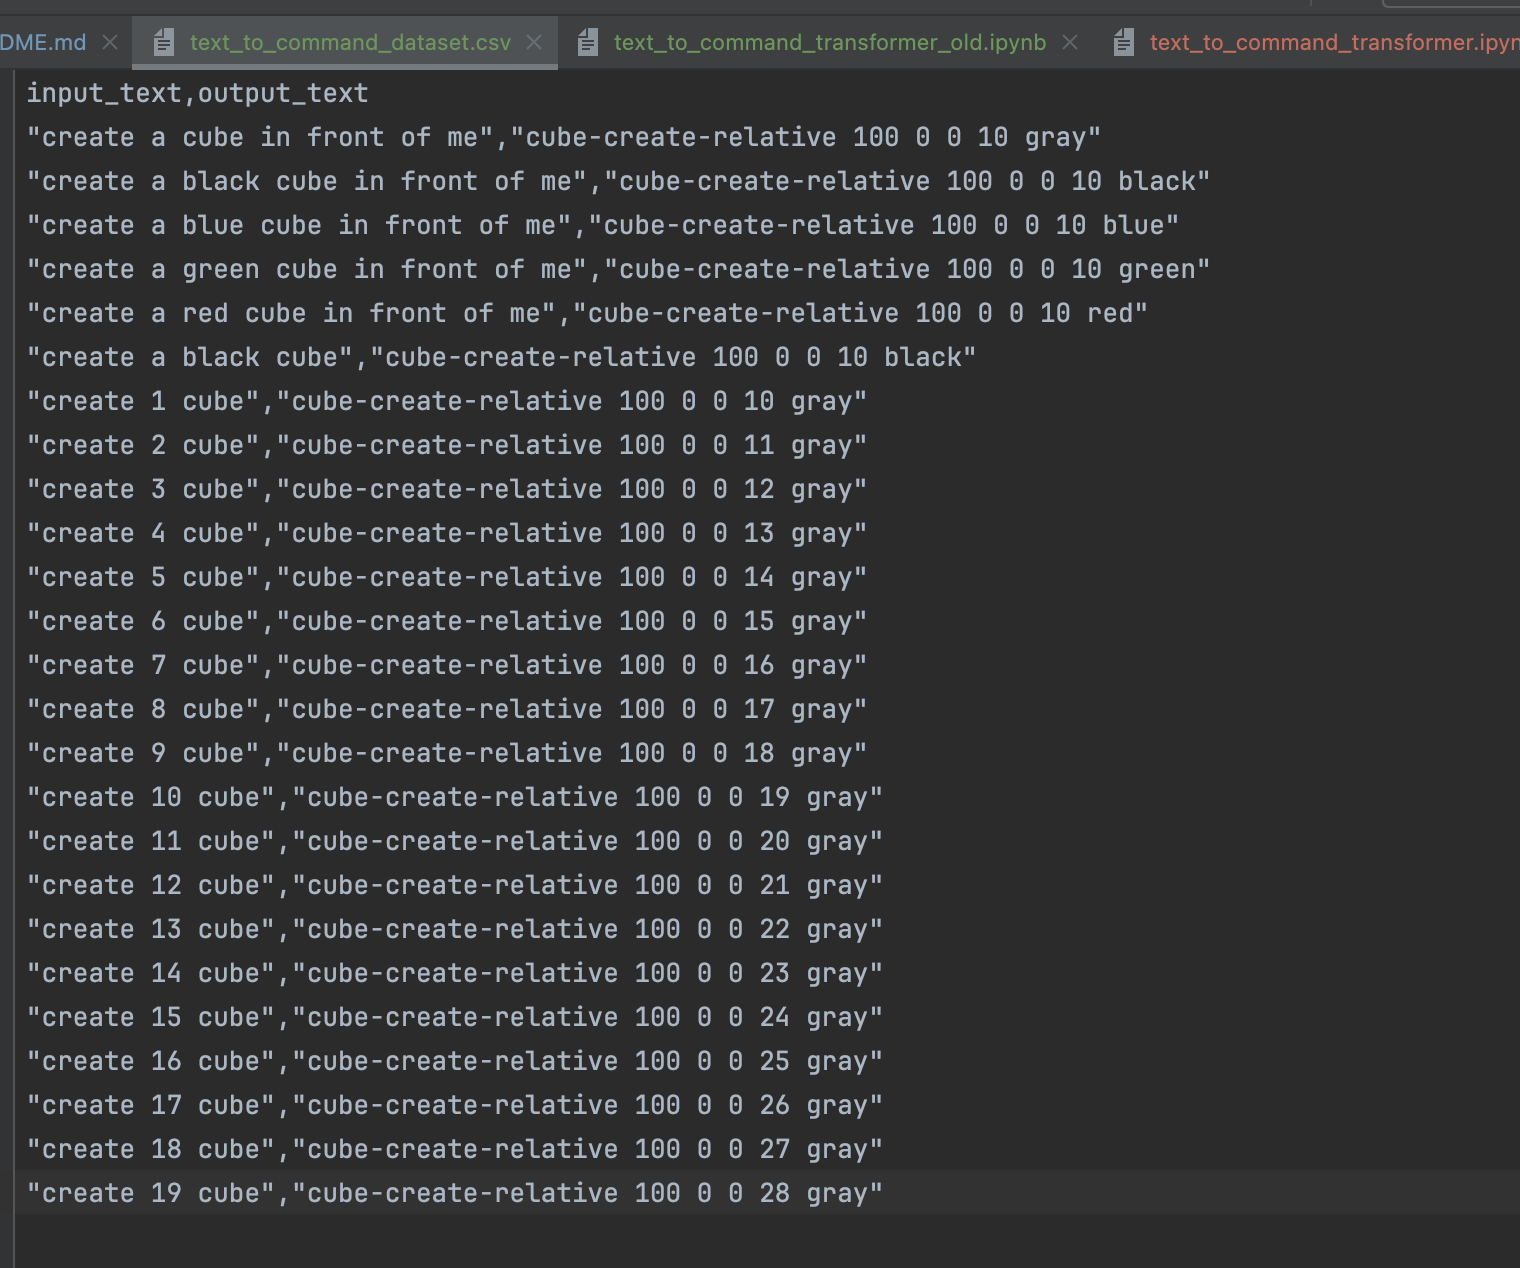 DME.md text_to_command_dataset.csv text_to_command_transformer_old.ipynb text_to_command_transformer.ipyn
input_text,output_text
"create a cube in front of me","cube-create-relative 100 0 0 10 gray"
"create a black cube in front of me","cube-create-relative 100 0 0 10 black"
"create a blue cube in front of me","cube-create-relative 100 0 0 10 blue"
"create a green cube in front of me","cube-create-relative 100 0 0 10 green"
"create a red cube in front of me","cube-create-relative 100 0 0 10 red"
"create a black cube","cube-create-relative 100 0 0 10 black"
"create 1 cube","cube-create-relative 100 0 0 10 gray"
"create 2 cube","cube-create-relative 100 0 0 11 gray"
"create 3 cube","cube-create-relative 100 0 0 12 gray"
"create 4 cube","cube-create-relative 100 0 0 13 gray"
"create 5 cube","cube-create-relative 100 0 0 14 gray"
"create 6 cube","cube-create-relative 100 0 0 15 gray"
"create 7 cube","cube-create-relative 100 0 0 16 gray"
"create 8 cube","cube-create-relative 100 0 0 17 gray"
"create 9 cube","cube-create-relative 100 0 0 18 gray"
"create 10 cube","cube-create-relative 100 0 0 19 gray"
"create 11 cube","cube-create-relative 100 0 0 20 gray"
"create 12 cube","cube-create-relative 100 0 0 21 gray"
"create 13 cube","cube-create-relative 100 0 0 22 gray"
"create 14 cube","cube-create-relative 100 0 0 23 gray"
"create 15 cube","cube-create-relative 100 0 0 24 gray"
"create 16 cube","cube-create-relative 100 0 0 25 gray"
"create 17 cube","cube-create-relative 100 0 0 26 gray"
"create 18 cube","cube-create-relative 100 0 0 27 gray"
"create 19 cube","cube-create-relative 100 0 0 28 gray"